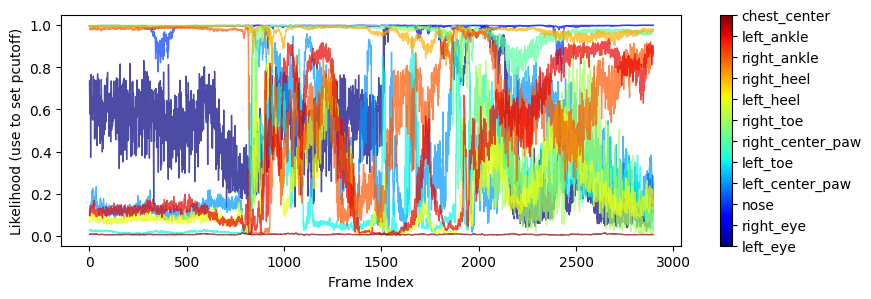 Likelihood (use to set pcutoff)
1.0
0.8
0.6
0.4
0.2
0.0
0
500
1000
1500
2000
2500
3000
Frame Index
chest_center
left_ankle
right_ankle
right_heel
left_heel
right_toe
right_center_paw
left_toe
left_center_paw
nose
right_eye
left_eye